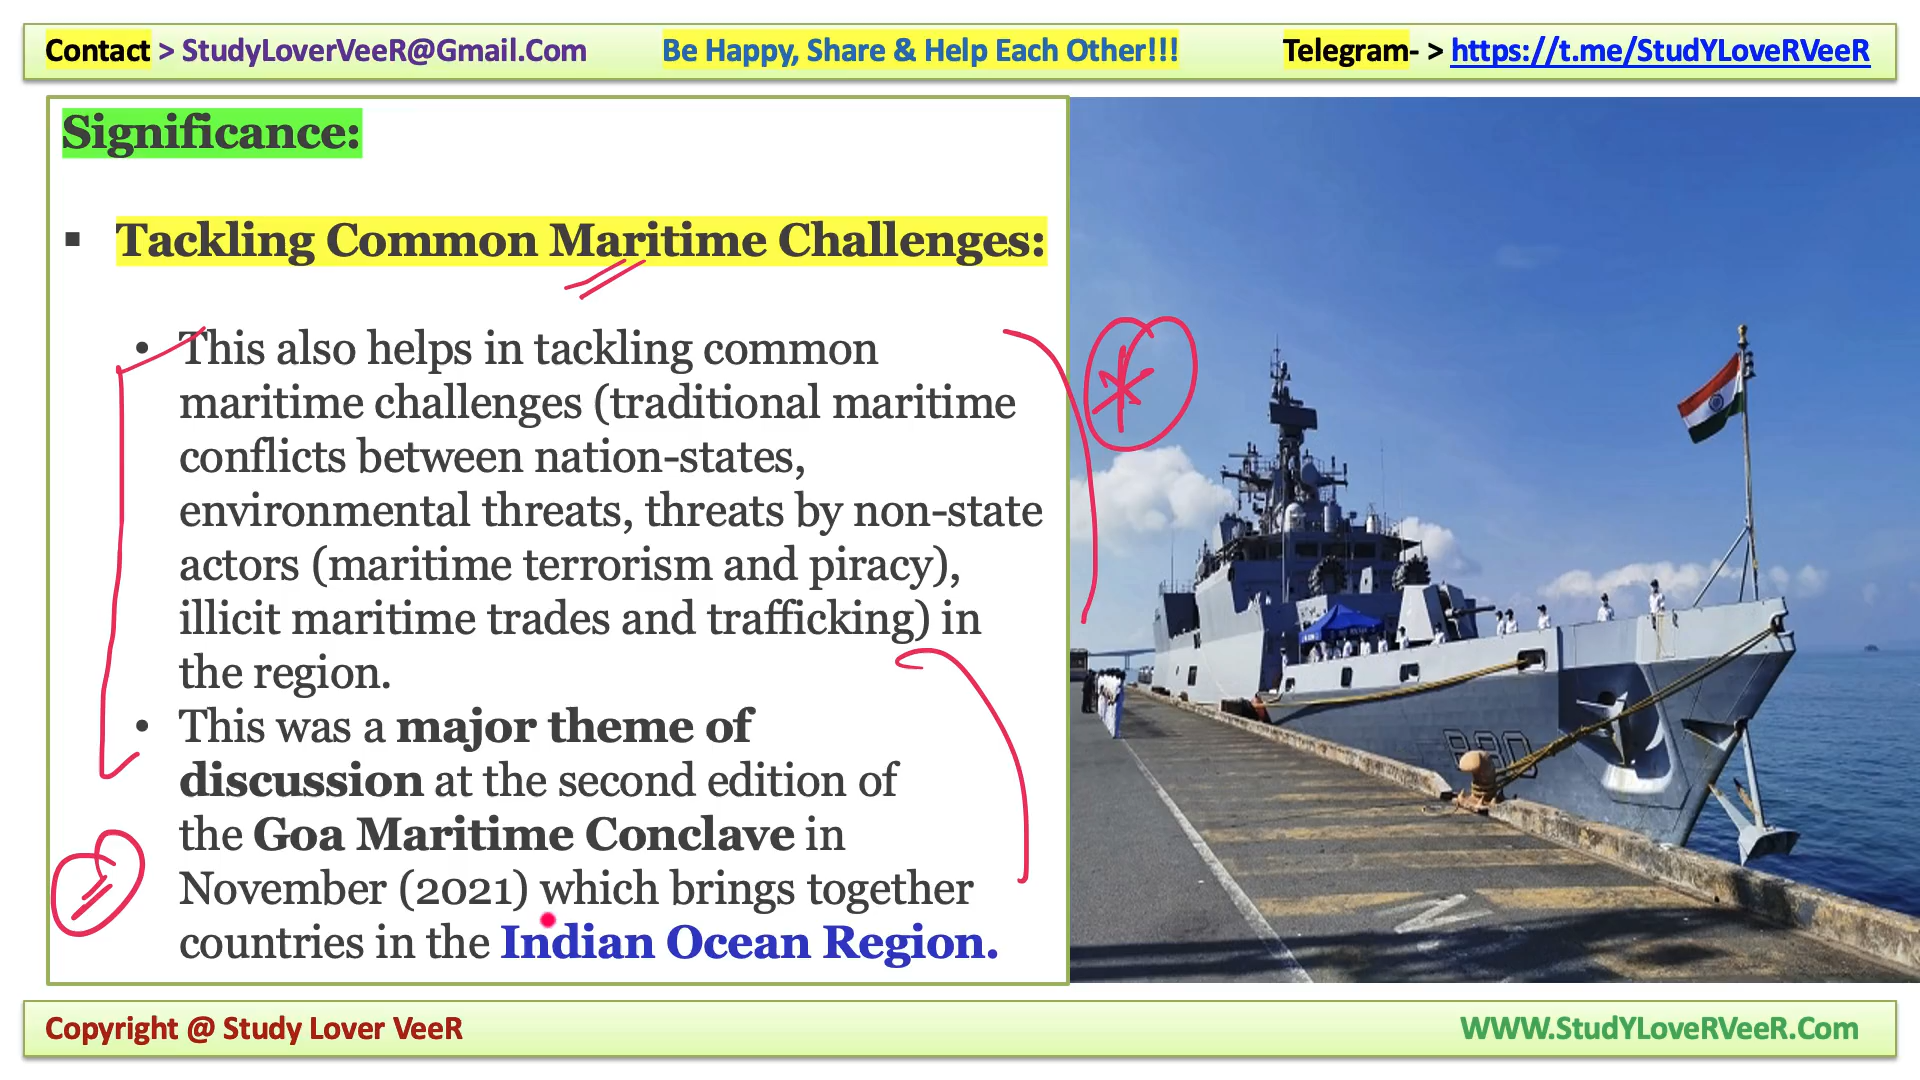 Contact > StudyLoverVeeR@Gmail.Com
Be Happy, Share & Help Each Other!!!
Telegram- > https://t.me/StudYLoveRVeeR
Significance:
▪ Tackling Common Maritime Challenges:
• This also helps in tackling common
maritime challenges (traditional maritime
conflicts between nation-states,
environmental threats, threats by non-state
actors (maritime terrorism and piracy),
illicit maritime trades and trafficking) in
the region.
• This was a major theme of
discussion at the second edition of
the Goa Maritime Conclave in
November (2021) which brings together
countries in the Indian Ocean Region.
Copyright @ Study Lover VeeR
WWW.StudYLoveRVeeR.Com